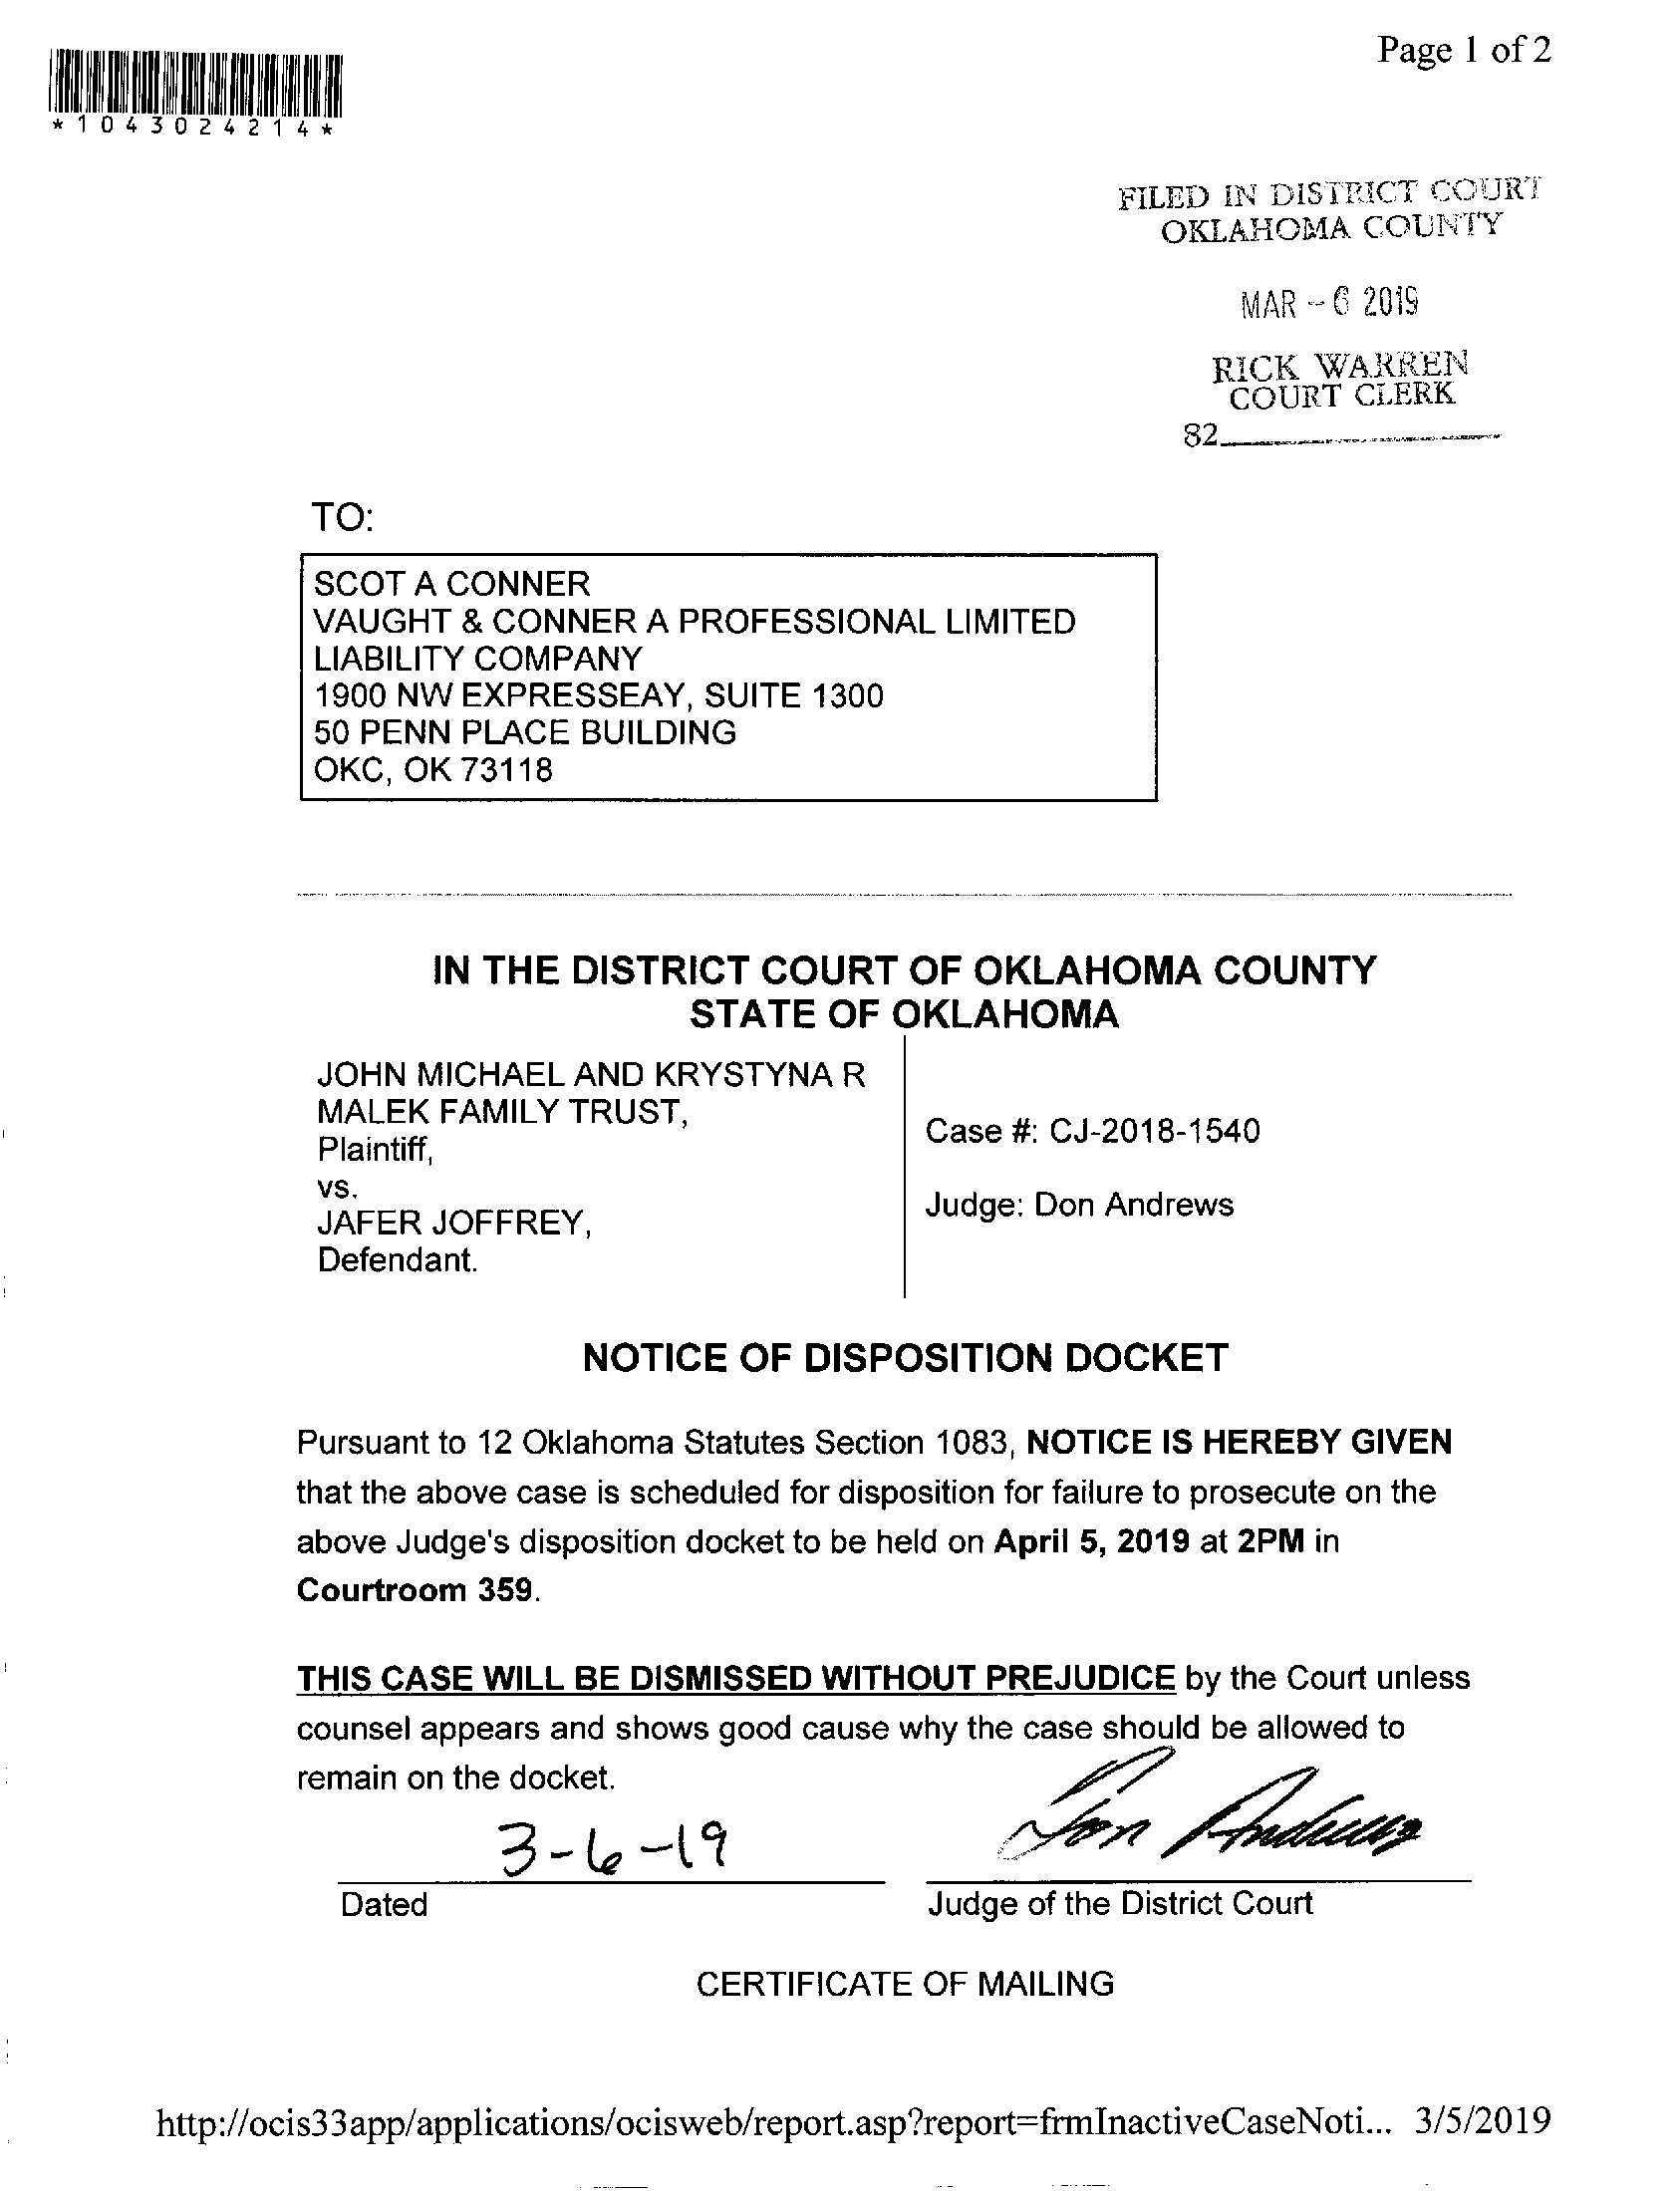 Page 1 of 2
*1043024214*
FILED IN DISTRICT COURT
OKLAHOMA COUNTY
MAR - 6 2019
RICK WARREN
COURT CLERK
82
TO:
SCOT A CONNER
VAUGHT & CONNER A PROFESSIONAL LIMITED
LIABILITY COMPANY
1900 NW EXPRESSEAY, SUITE 1300
50 PENN PLACE BUILDING
OKC, OK 73118
IN THE DISTRICT COURT OF OKLAHOMA COUNTY
STATE OF OKLAHOMA
JOHN MICHAEL AND KRYSTYNA R
MALEK FAMILY TRUST,
Plaintiff,
vs.
JAFER JOFFREY,
Defendant.
Case #: CJ-2018-1540
Judge: Don Andrews
NOTICE OF DISPOSITION DOCKET
Pursuant to 12 Oklahoma Statutes Section 1083, NOTICE IS HEREBY GIVEN
that the above case is scheduled for disposition for failure to prosecute on the
above Judge's disposition docket to be held on April 5, 2019 at 2PM in
Courtroom 359.
THIS CASE WILL BE DISMISSED WITHOUT PREJUDICE by the Court unless
counsel appears and shows good cause why the case should be allowed to
remain on the docket.
3-6-19
Don Andrews
Dated
Judge of the District Court
CERTIFICATE OF MAILING
http://ocis33app/applications/ocisweb/report.asp?report=frmInactiveCaseNoti... 3/5/2019